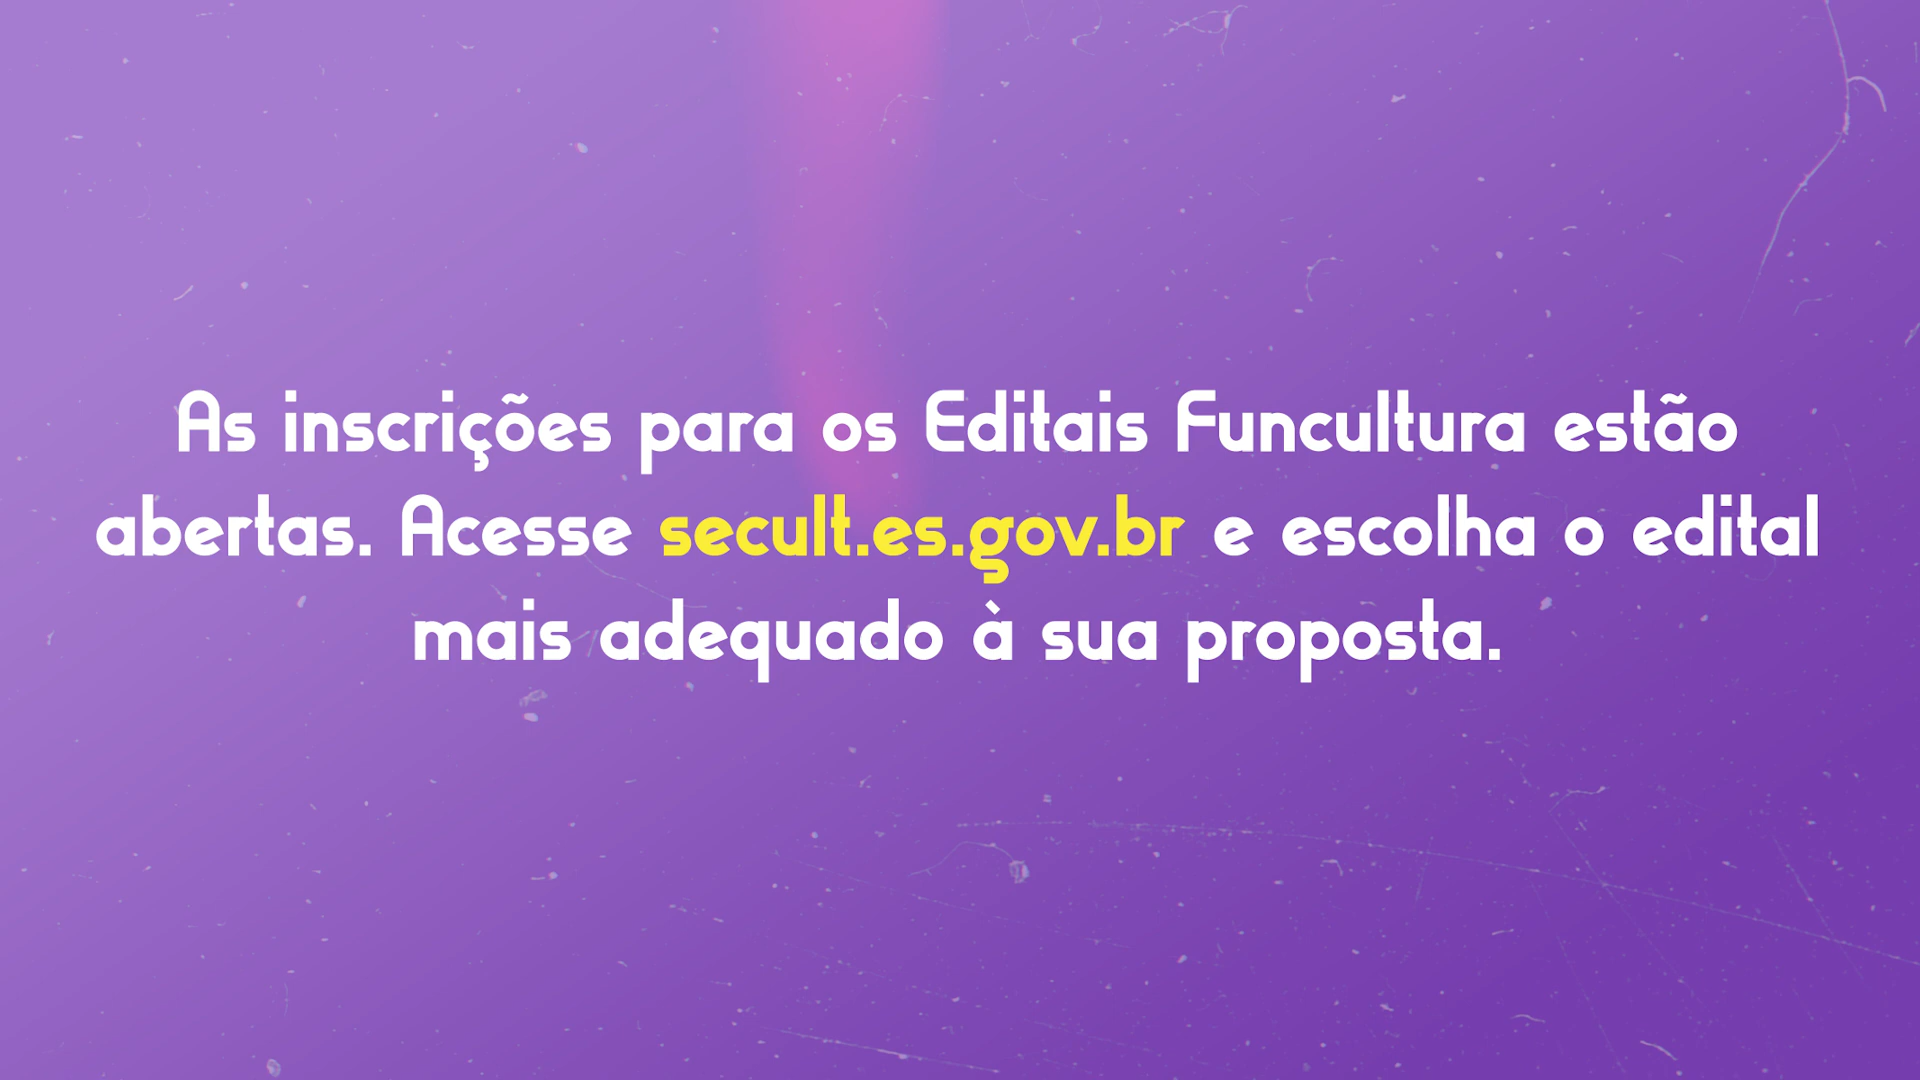 As inscrições para os Editais Funcultura estão
abertas. Acesse secult.es.gov.br e escolha o edital
mais adequado à sua proposta.